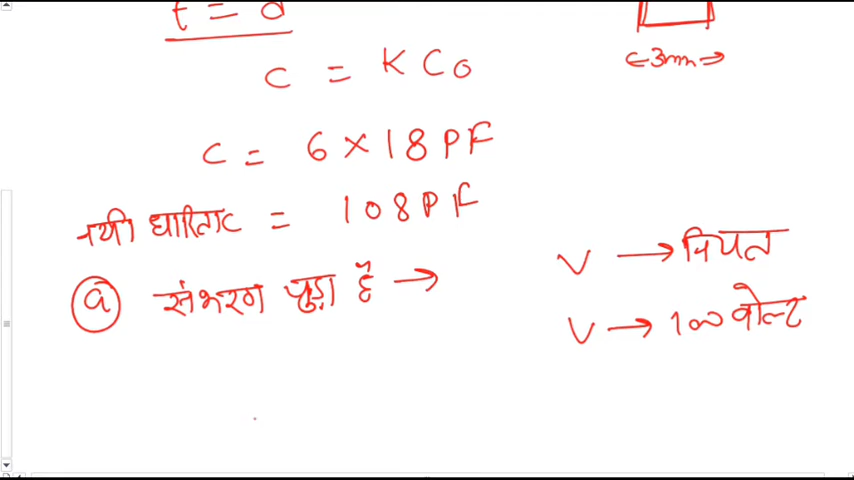 t = d
←3mm→
C = K C₀
C = 6 × 18 PF
नयी धारिता C = 108 PF
V → नियत
(a) संभरण जुड़ा है →
V → 100 वोल्ट